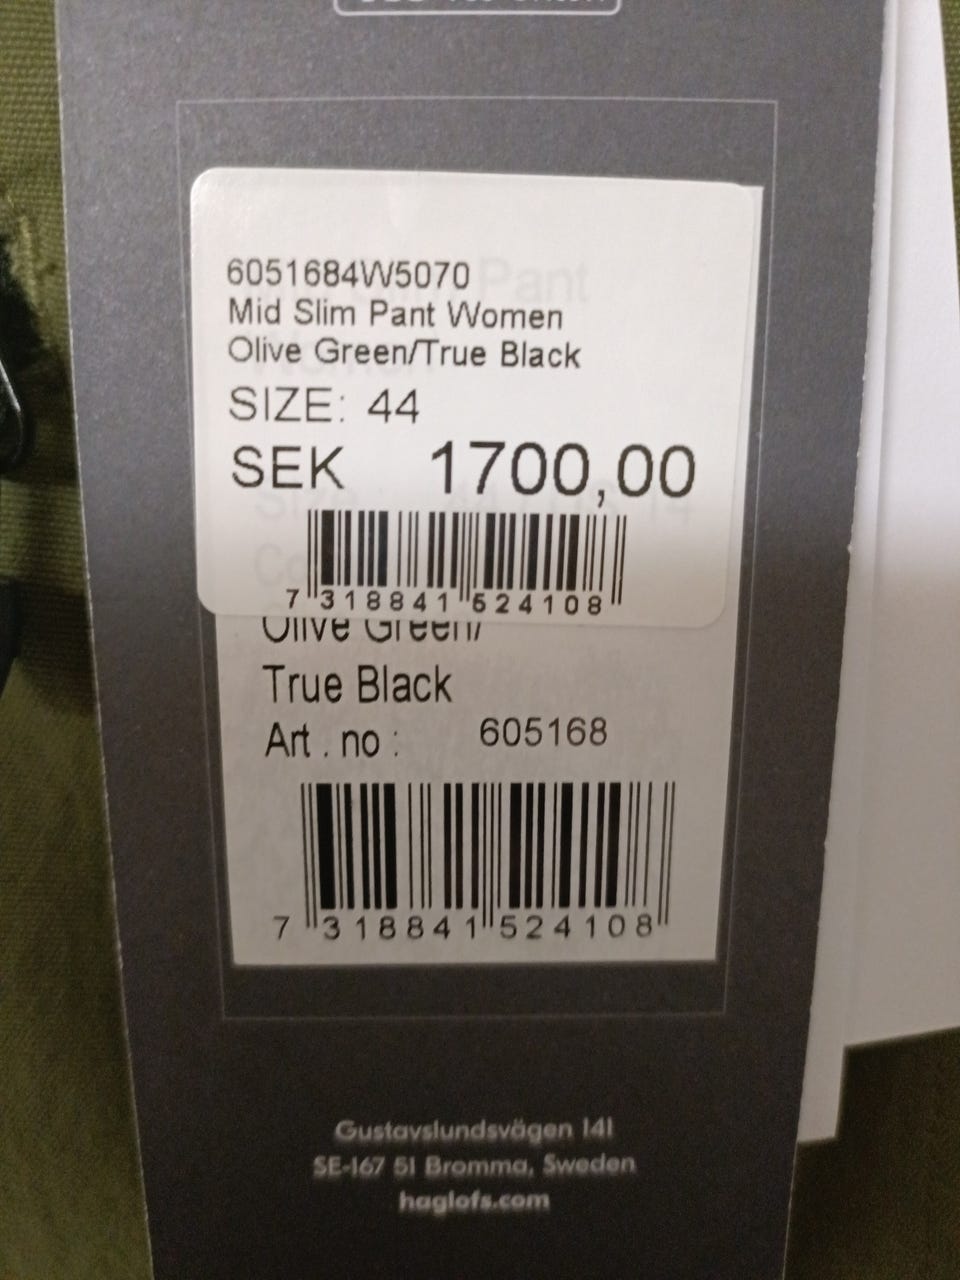 6051684W5070
Mid Slim Pant Women
Olive Green/True Black
SIZE: 44
SEK 1700,00
7 318841 524108
Olive Green/
True Black
Art . no : 605168
7 318841 524108
Gustavslundsvägen 141
SE-167 51 Bromma, Sweden
haglofs.com